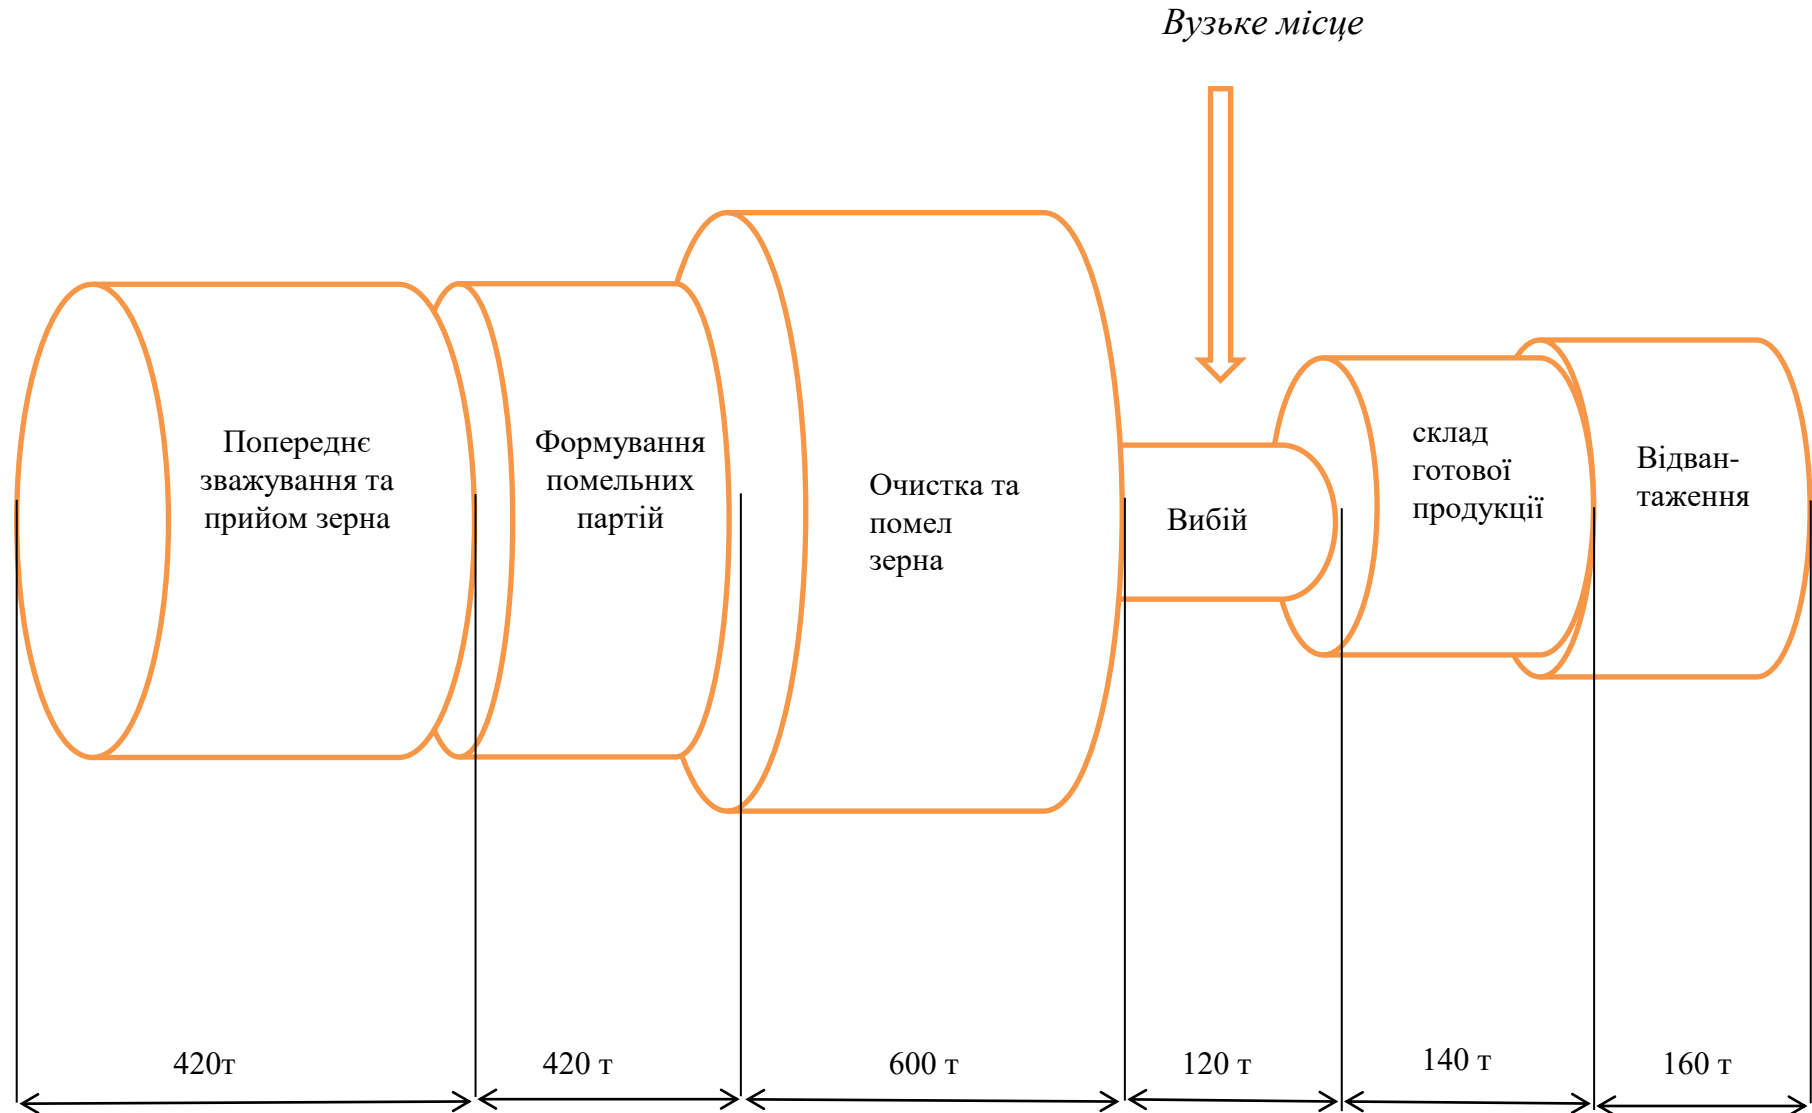 Вузьке місце
Попереднє
зважування та
прийом зерна
Формування
помельних
партій
Очистка та
помел
зерна
Вибій
склад
готової
продукції
Відван-
таження
420т
420 т
600 т
120 т
140 т
160 т